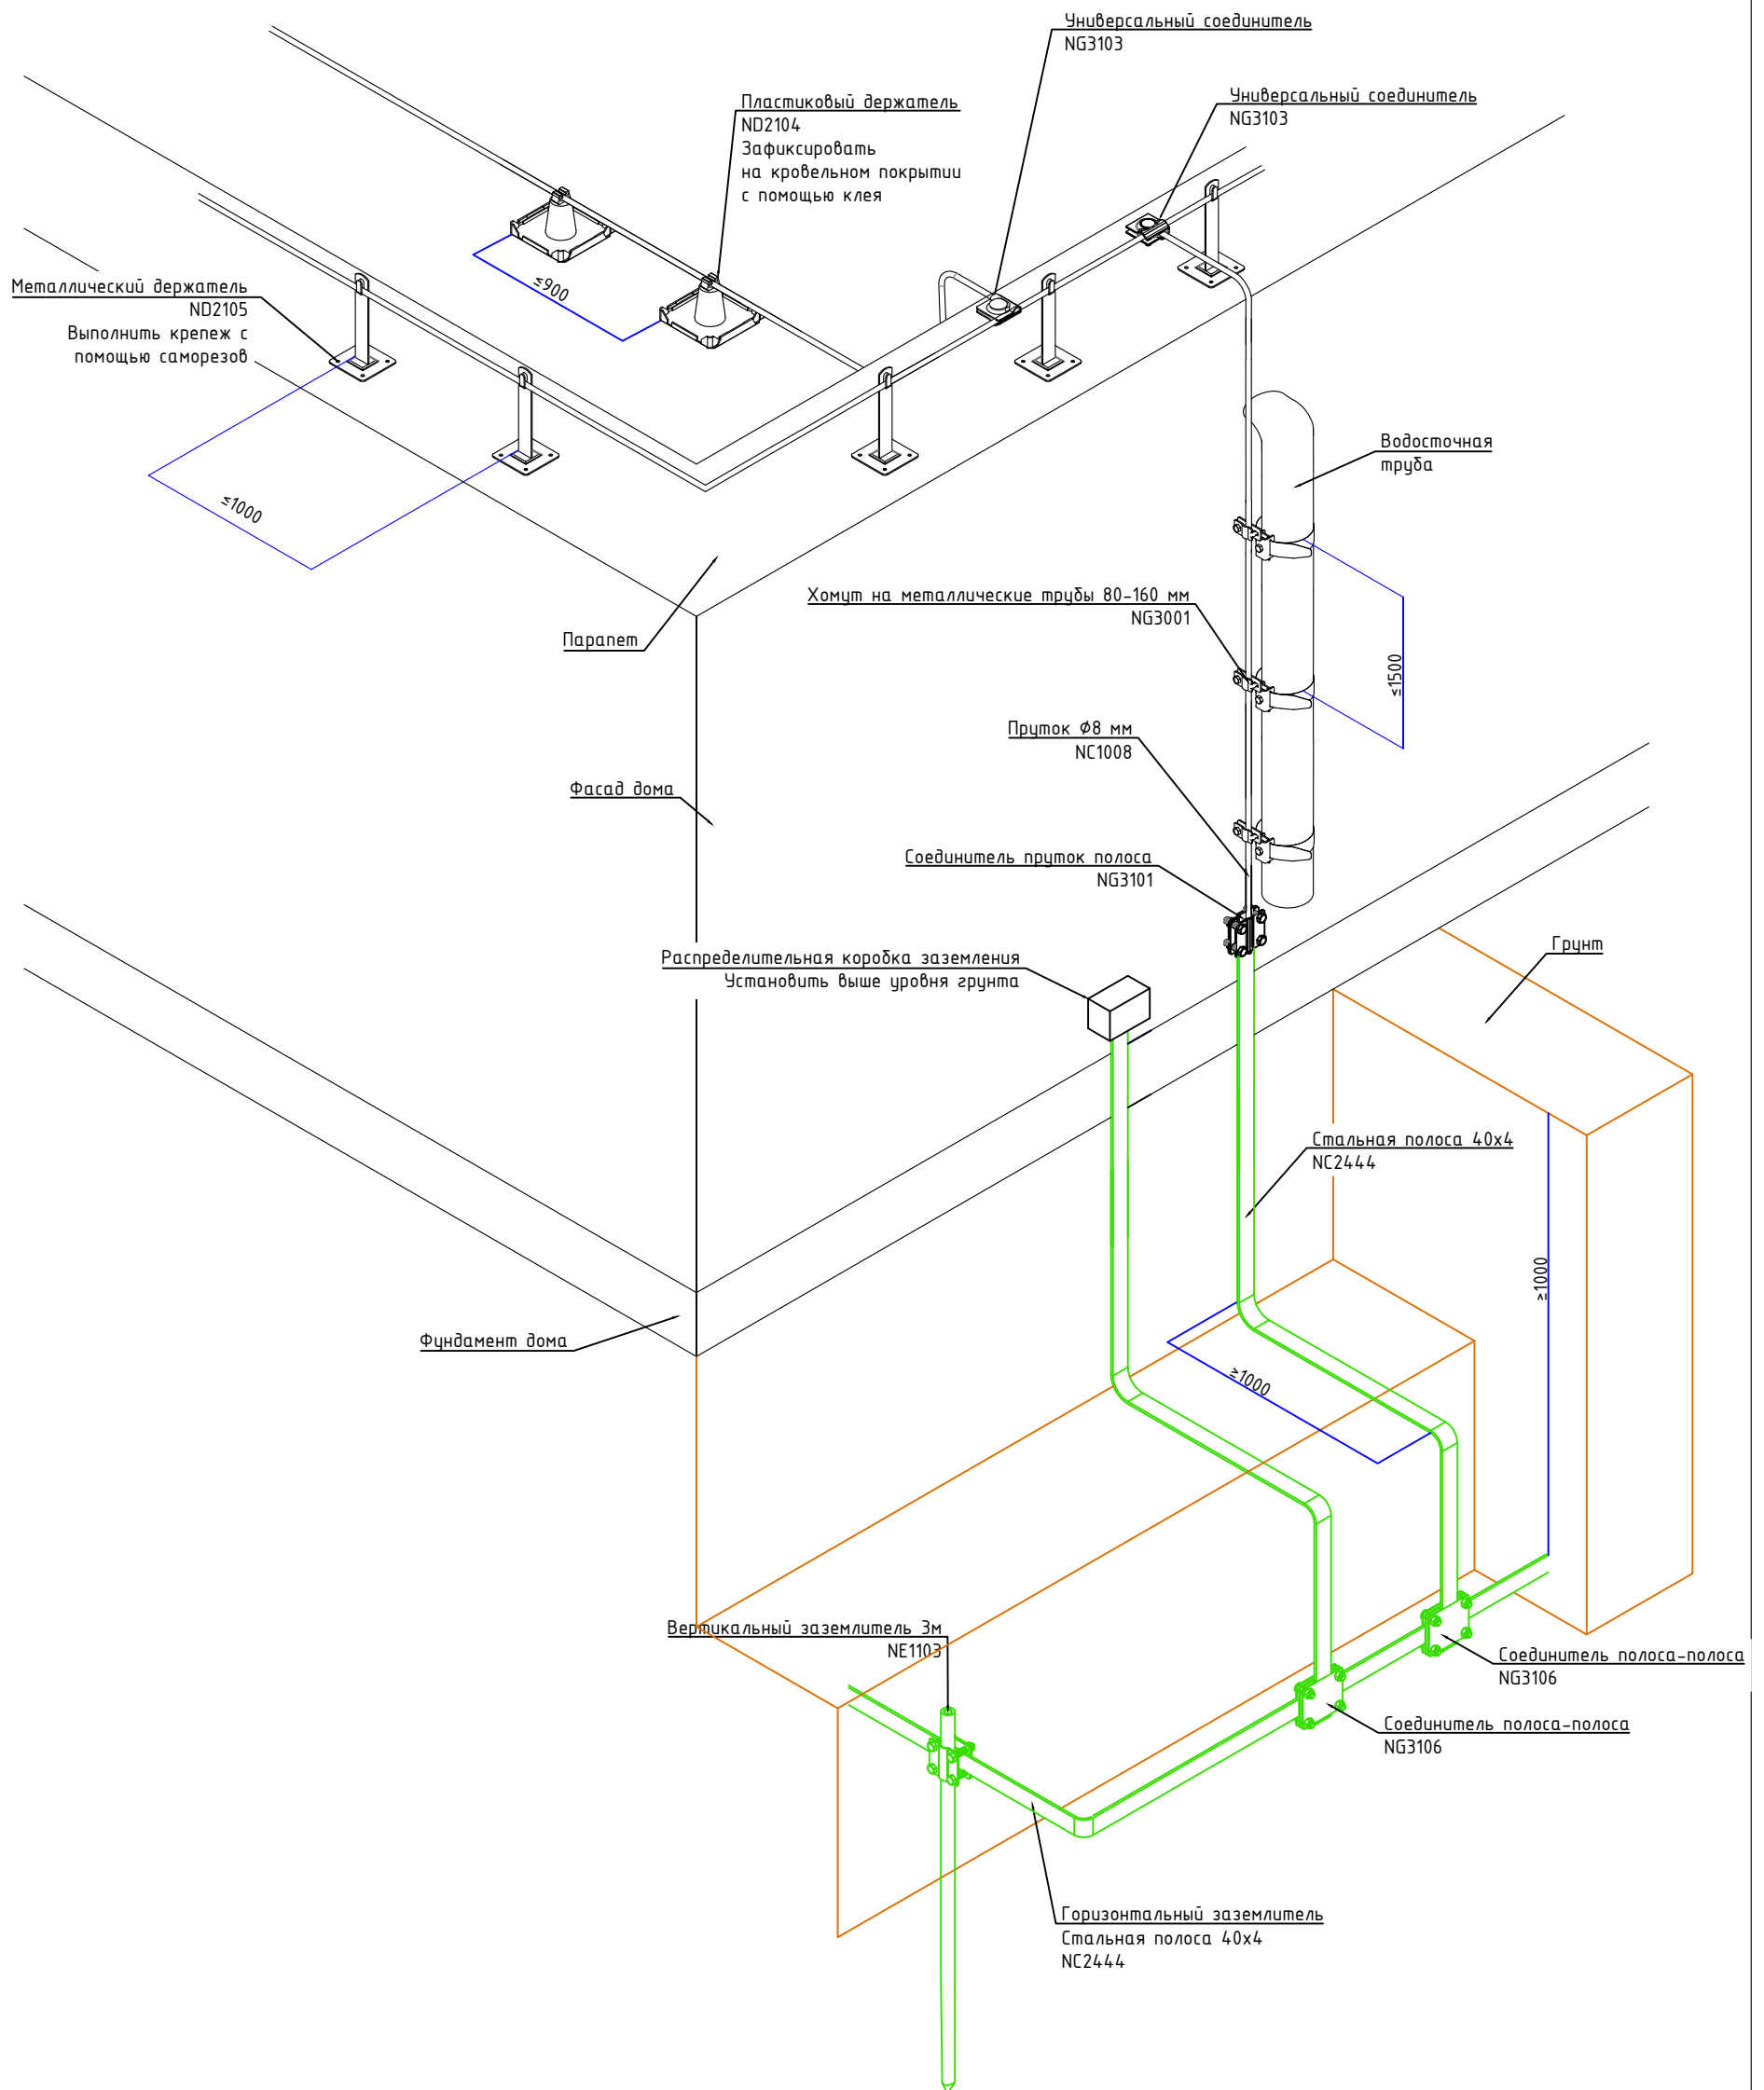 Универсальный соединитель
NG3103
Пластиковый держатель
ND2104
Зафиксировать
на кровельном покрытии
с помощью клея
Универсальный соединитель
NG3103
Металлический держатель
ND2105
Выполнить крепеж с
помощью саморезов
≤900
≤1000
Водосточная
труба
Хомут на металлические трубы 80-160 мм
NG3001
Парапет
≤1500
Пруток Ф8 мм
NC1008
Фасад дома
Соединитель пруток полоса
NG3101
Распределительная коробка заземления
Установить выше уровня грунта
Грунт
Стальная полоса 40х4
NC2444
≥1000
Фундамент дома
≥1000
Вертикальный заземлитель 3м
NE1103
Соединитель полоса-полоса
NG3106
Соединитель полоса-полоса
NG3106
Горизонтальный заземлитель
Стальная полоса 40х4
NC2444